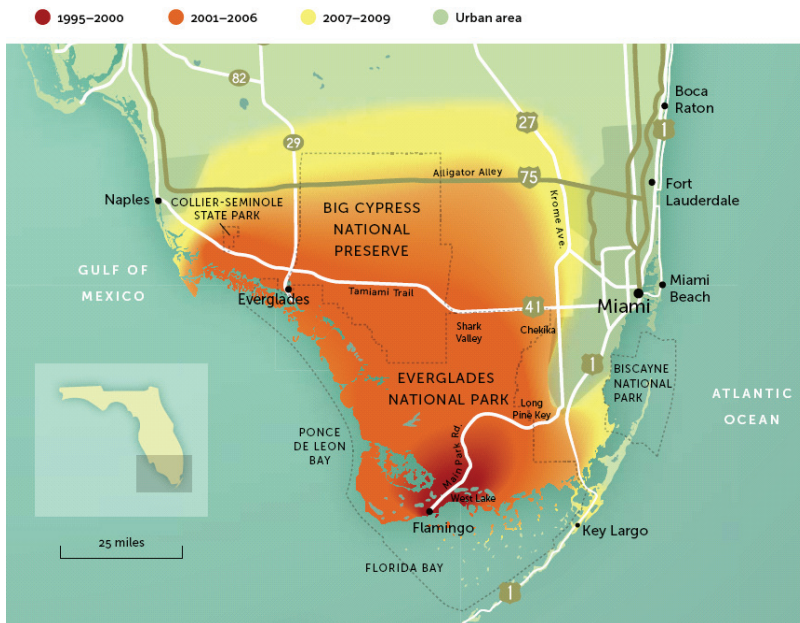 1995–2000
2001–2006
2007–2009
Urban area
82
29
27
Boca
Raton
1
Alligator Alley
75
Fort
Lauderdale
Naples
COLLIER-SEMINOLE
STATE PARK
BIG CYPRESS
NATIONAL
PRESERVE
Krome Ave.
GULF OF
MEXICO
Everglades
Tamiami Trail
41
Miami
Miami
Beach
Shark
Valley
Chekika
1
BISCAYNE
NATIONAL
PARK
EVERGLADES
NATIONAL PARK
ATLANTIC
OCEAN
Long
Pine Key
PONCE
DE LEON
BAY
Main Park Rd.
West Lake
Flamingo
Key Largo
25 miles
FLORIDA BAY
1